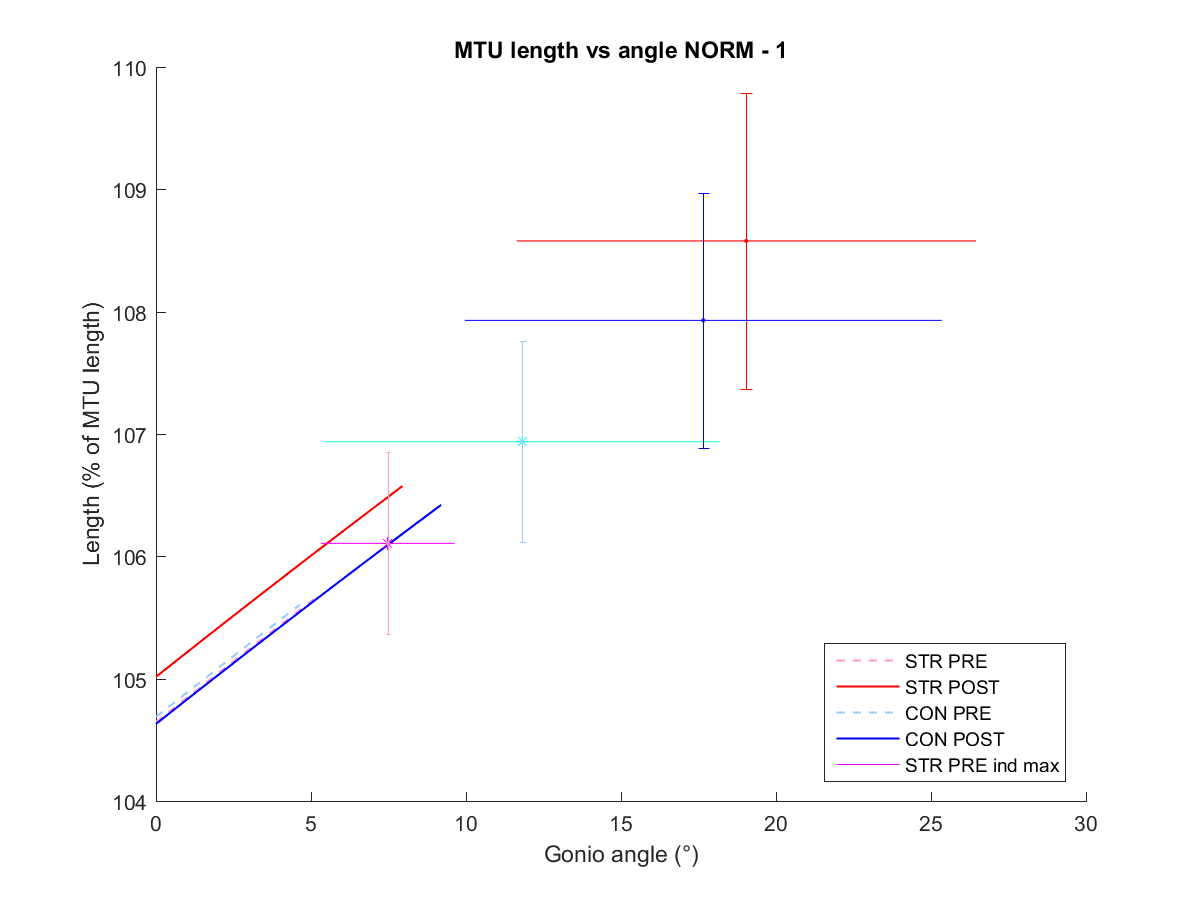 MTU length vs angle NORM - 1
Length (% of MTU length)
110
109
108
107
106
105
104
0 5 10 15 20 25 30
Gonio angle (°)
STR PRE
STR POST
CON PRE
CON POST
STR PRE ind max